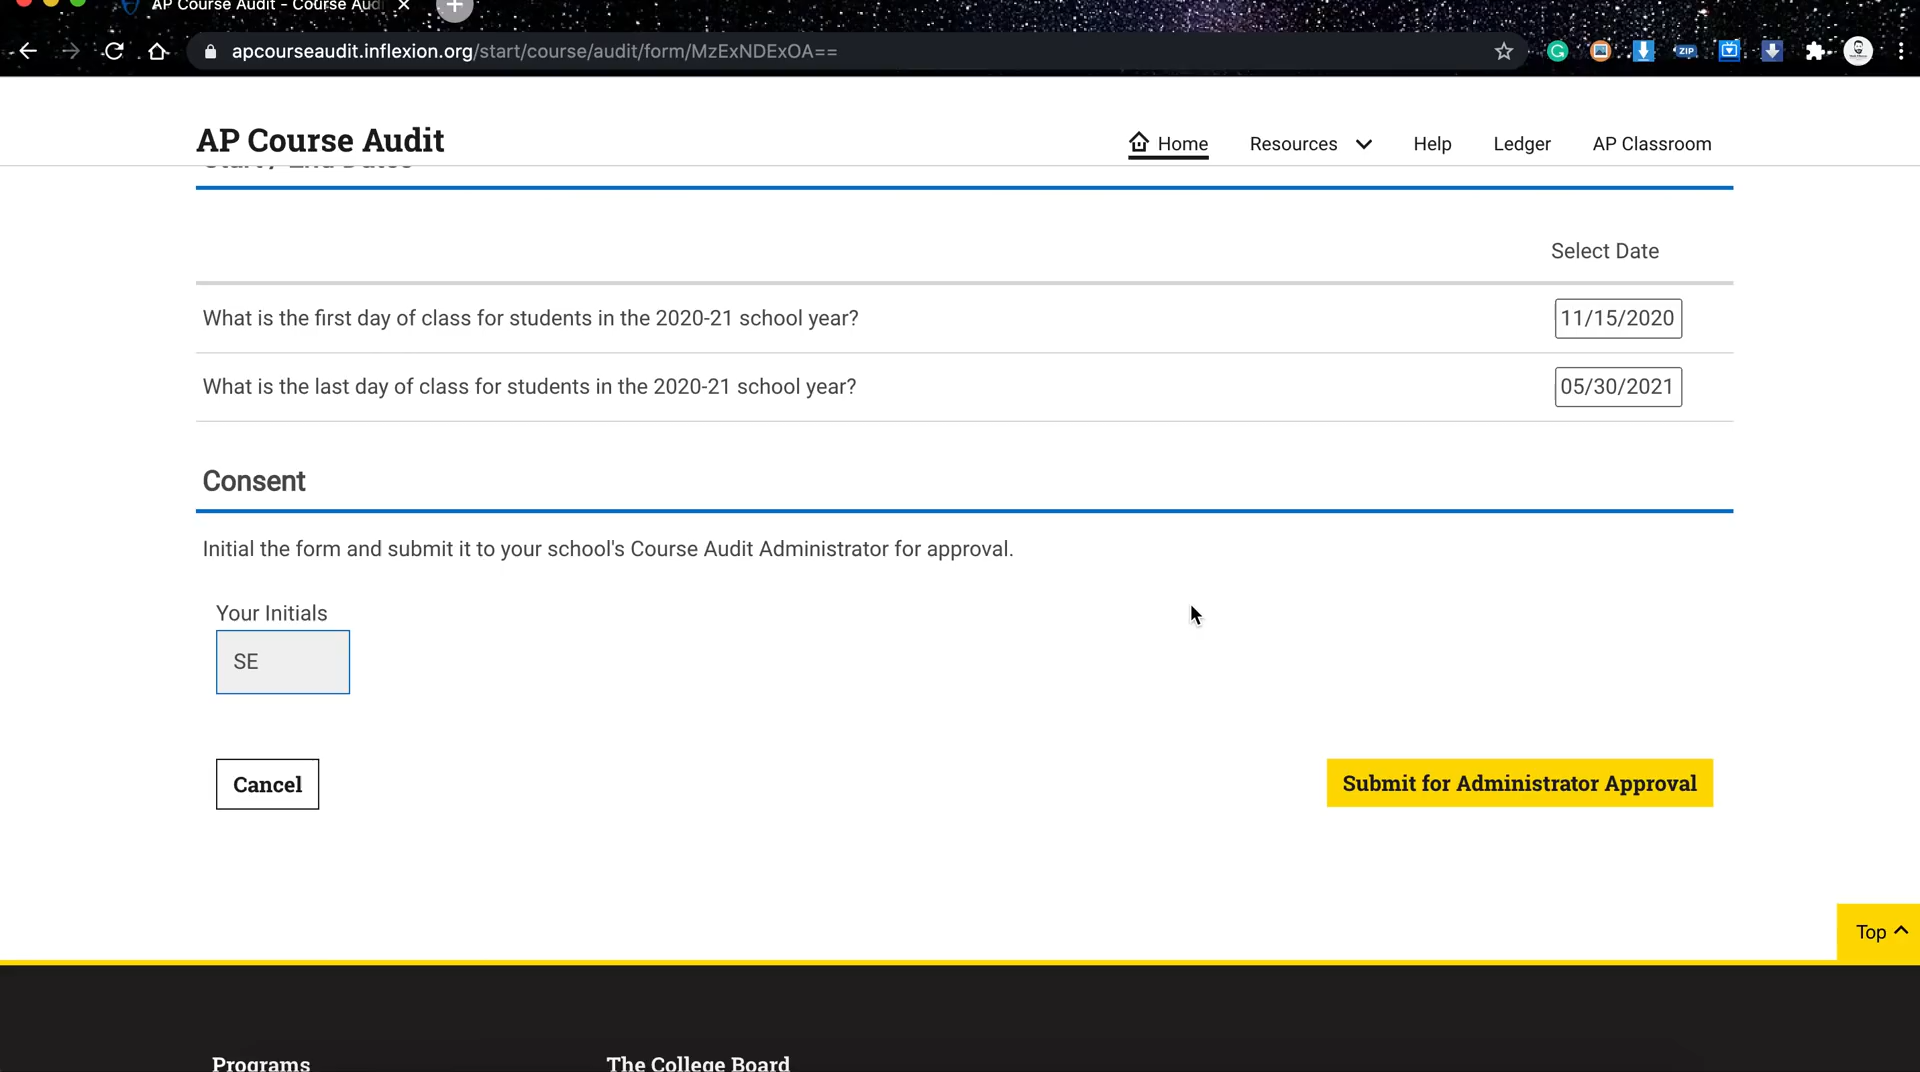 AP Course Audit - Course Aud
apcourseaudit.inflexion.org/start/course/audit/form/MzExNDExOA==
ZIP
AP Course Audit
Home
Resources
Help
Ledger
AP Classroom
Start / End Dates
Select Date
What is the first day of class for students in the 2020-21 school year?
11/15/2020
What is the last day of class for students in the 2020-21 school year?
05/30/2021
Consent
Initial the form and submit it to your school's Course Audit Administrator for approval.
Your Initials
SE
Cancel
Submit for Administrator Approval
Top
Programs
The College Board